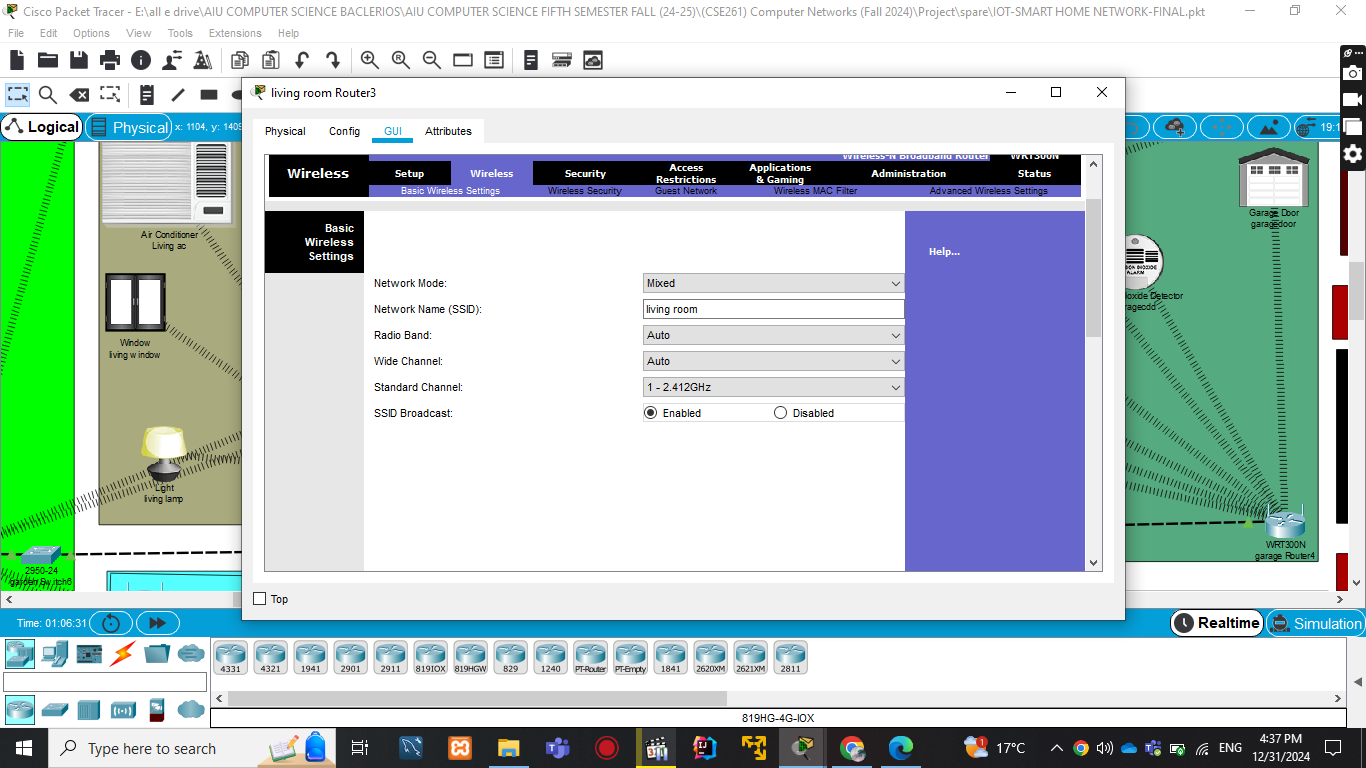 Cisco Packet Tracer - E:\all e drive\AIU COMPUTER SCIENCE BACLERIOS\AIU COMPUTER SCIENCE FIFTH SEMESTER FALL (24-25)\(CSE261) Computer Networks (Fall 2024)\Project\spare\IOT-SMART HOME NETWORK-FINAL.pkt
File Edit Options View Tools Extensions Help
living room Router3
Logical Physical x: 1104, y: 1409
Physical Config GUI Attributes
Wireless-N Broadband Router WRT300N
Wireless Setup Wireless Security Access Restrictions Applications & Gaming Administration Status
Basic Wireless Settings Wireless Security Guest Network Wireless MAC Filter Advanced Wireless Settings
Basic
Wireless
Settings
Help...
Network Mode: Mixed
Network Name (SSID): living room
Radio Band: Auto
Wide Channel: Auto
Standard Channel: 1 - 2.412GHz
SSID Broadcast: Enabled Disabled
Top
Air Conditioner
Living ac
Window
living window
Light
living lamp
2950-24
garden Switch6
Garage Door
garagedoor
WRT300N
garage Router4
Time: 01:06:31
Realtime Simulation
4331 4321 1941 2901 2911 819IOX 819HGW 829 1240 PT-Router PT-Empty 1841 2620XM 2621XM 2811
819HG-4G-IOX
Type here to search
1
17°C
ENG
4:37 PM
12/31/2024